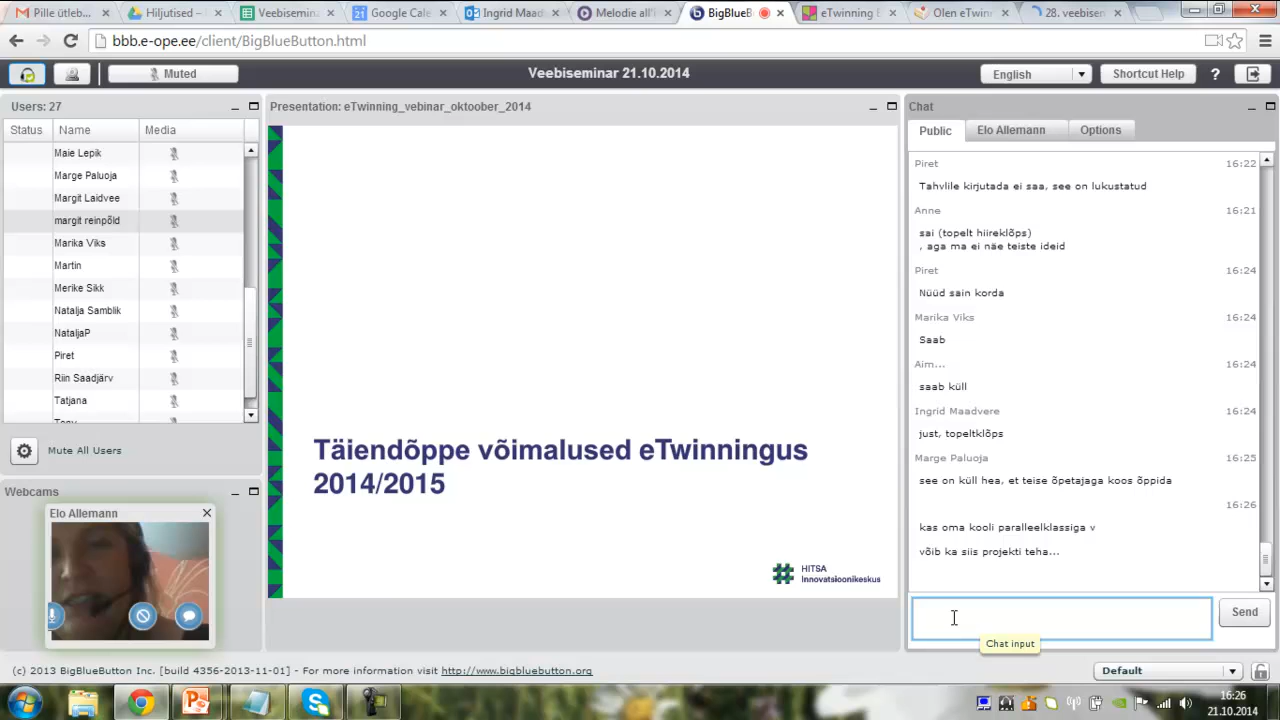 Pille ütleb...
Hiljutised –
Veebisemina
Google Cale
Ingrid Maad
Melodie all'i
BigBlueB
eTwinning E
Olen eTwinn
28. veebisem
bbb.e-ope.ee/client/BigBlueButton.html
Muted
Veebiseminar 21.10.2014
English
Shortcut Help
?
Users: 27
Status Name Media
Maie Lepik
Marge Paluoja
Margit Laidvee
margit reinpõld
Marika Viks
Martin
Merike Sikk
Natalja Samblik
NataljaP
Piret
Riin Saadjärv
Tatjana
Mute All Users
Webcams
Elo Allemann
Presentation: eTwinning_vebinar_oktoober_2014
Täiendõppe võimalused eTwinningus
2014/2015
HITSA
Innovatsioonikeskus
Chat
Public
Elo Allemann
Options
Piret 16:22
Tahvlile kirjutada ei saa, see on lukustatud
Anne 16:21
sai (topelt hiireklõps)
, aga ma ei näe teiste ideid
Piret 16:24
Nüüd sain korda
Marika Viks 16:24
Saab
Aim... 16:24
saab küll
Ingrid Maadvere 16:24
just, topeltklõps
Marge Paluoja 16:25
see on küll hea, et teise õpetajaga koos õppida
16:26
kas oma kooli paralleelklassiga v
võib ka siis projekti teha...
Send
Chat input
(c) 2013 BigBlueButton Inc. [build 4356-2013-11-01] - For more information visit http://www.bigbluebutton.org
Default
16:26
21.10.2014